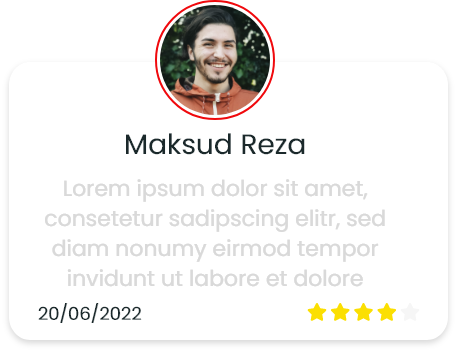 Maksud Reza
Lorem ipsum dolor sit amet,
consetetur sadipscing elitr, sed
diam nonumy eirmod tempor
invidunt ut labore et dolore
20/06/2022